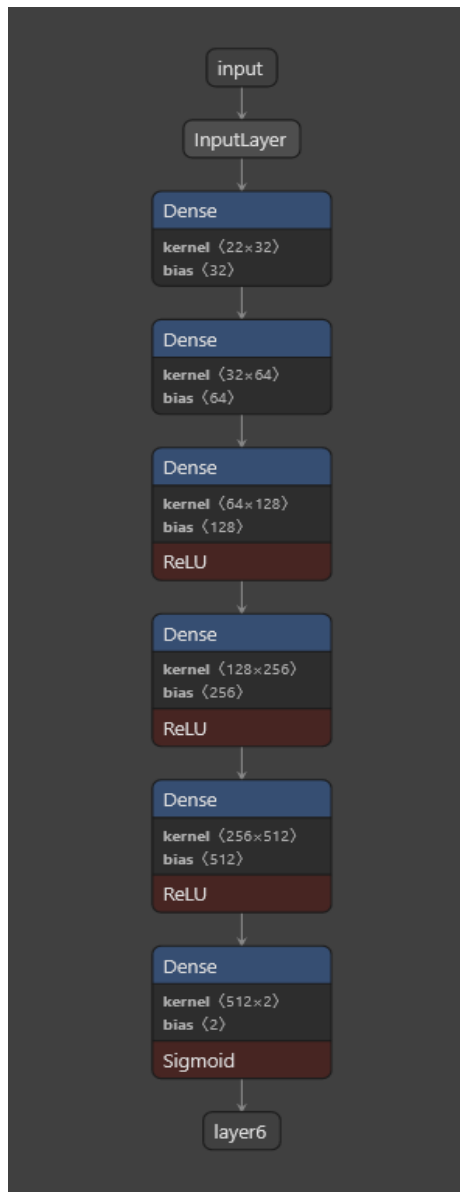 input
InputLayer
Dense
kernel 〈22×32〉
bias 〈32〉
Dense
kernel 〈32×64〉
bias 〈64〉
Dense
kernel 〈64×128〉
bias 〈128〉
ReLU
Dense
kernel 〈128×256〉
bias 〈256〉
ReLU
Dense
kernel 〈256×512〉
bias 〈512〉
ReLU
Dense
kernel 〈512×2〉
bias 〈2〉
Sigmoid
layer6